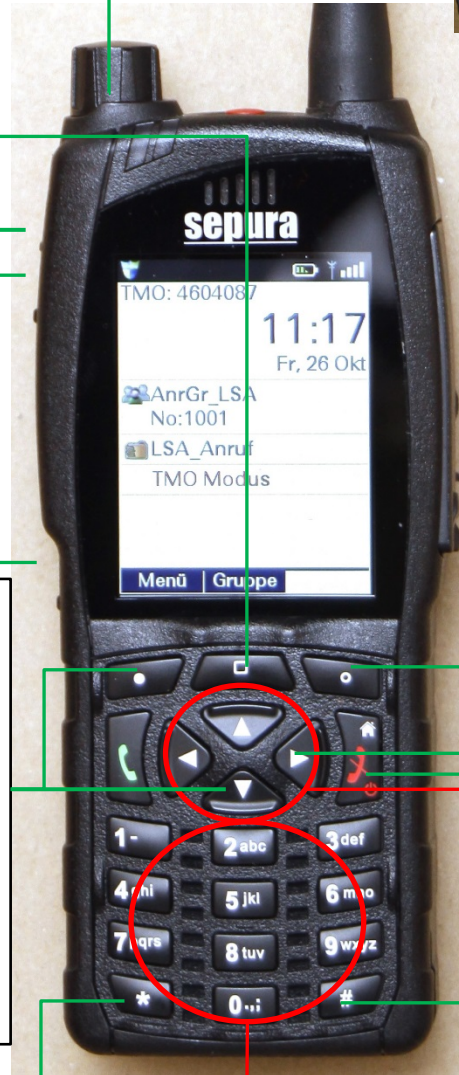 sepura
TMO: 4604087
11:17
Fr, 26 Okt
AnrGr_LSA
No:1001
LSA_Anruf
TMO Modus
Menü Gruppe
1- 2abc 3def
4ghi 5jkl 6mno
7pqrs 8tuv 9wxyz
* 0.,: #